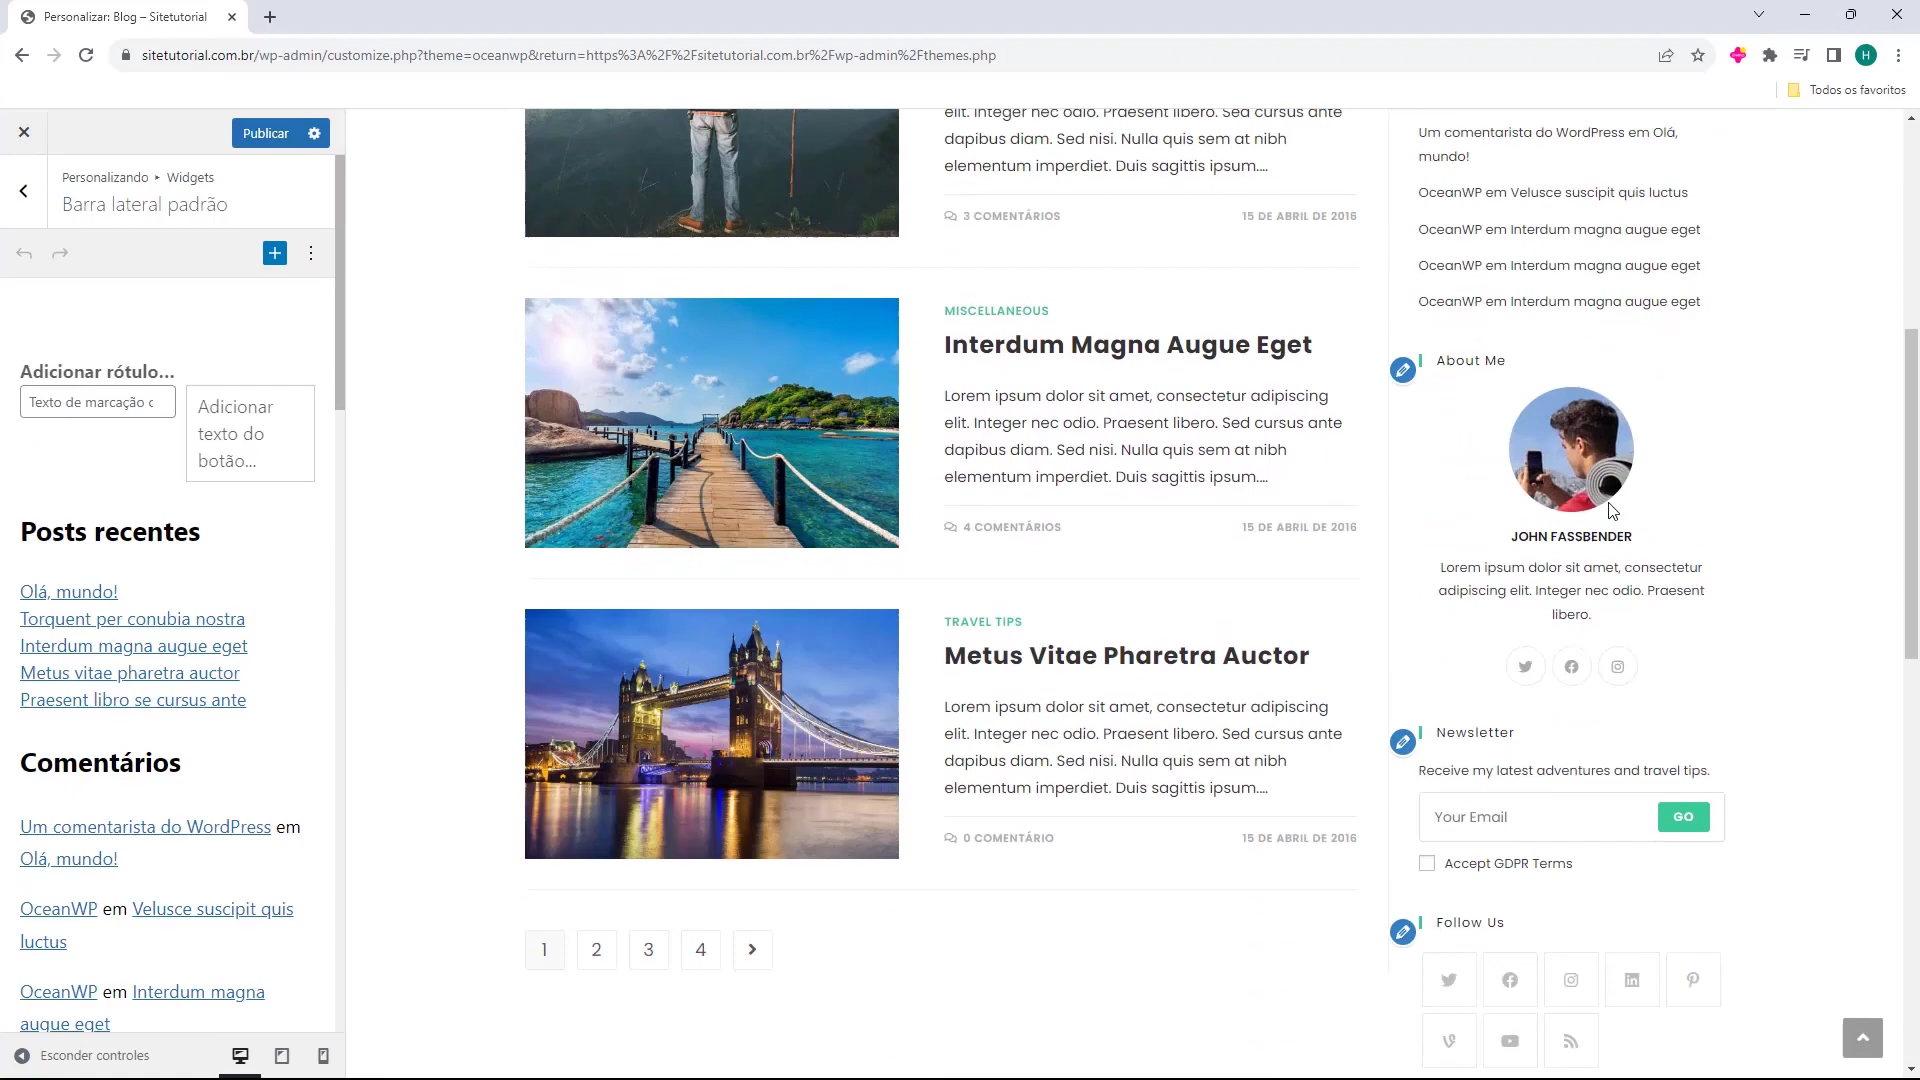 Personalizar: Blog – Sitetutorial
sitetutorial.com.br/wp-admin/customize.php?theme=oceanwp&return=https%3A%2F%2Fsitetutorial.com.br%2Fwp-admin%2Fthemes.php
H
Todos os favoritos
Publicar
Personalizando ▸ Widgets
Barra lateral padrão
Adicionar rótulo...
Texto de marcação c
Adicionar
texto do
botão...
Posts recentes
Olá, mundo!
Torquent per conubia nostra
Interdum magna augue eget
Metus vitae pharetra auctor
Praesent libro se cursus ante
Comentários
Um comentarista do WordPress em
Olá, mundo!
OceanWP em Velusce suscipit quis
luctus
OceanWP em Interdum magna
augue eget
Esconder controles
elit. Integer nec odio. Praesent libero. Sed cursus ante
dapibus diam. Sed nisi. Nulla quis sem at nibh
elementum imperdiet. Duis sagittis ipsum....
3 COMENTÁRIOS
15 DE ABRIL DE 2016
MISCELLANEOUS
Interdum Magna Augue Eget
Lorem ipsum dolor sit amet, consectetur adipiscing
elit. Integer nec odio. Praesent libero. Sed cursus ante
dapibus diam. Sed nisi. Nulla quis sem at nibh
elementum imperdiet. Duis sagittis ipsum....
4 COMENTÁRIOS
15 DE ABRIL DE 2016
TRAVEL TIPS
Metus Vitae Pharetra Auctor
Lorem ipsum dolor sit amet, consectetur adipiscing
elit. Integer nec odio. Praesent libero. Sed cursus ante
dapibus diam. Sed nisi. Nulla quis sem at nibh
elementum imperdiet. Duis sagittis ipsum....
0 COMENTÁRIO
15 DE ABRIL DE 2016
1 2 3 4
Um comentarista do WordPress em Olá,
mundo!
OceanWP em Velusce suscipit quis luctus
OceanWP em Interdum magna augue eget
OceanWP em Interdum magna augue eget
OceanWP em Interdum magna augue eget
About Me
JOHN FASSBENDER
Lorem ipsum dolor sit amet, consectetur
adipiscing elit. Integer nec odio. Praesent
libero.
Newsletter
Receive my latest adventures and travel tips.
Your Email
GO
Accept GDPR Terms
Follow Us